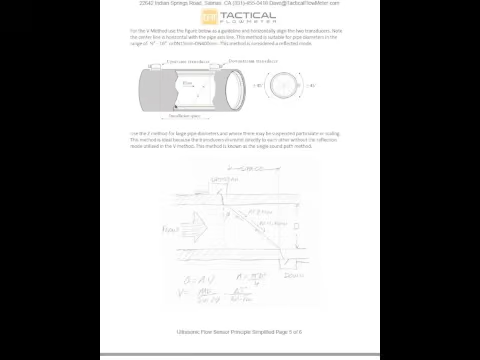 22642 Indian Springs Road, Salinas, CA (831)-455-0418 Dave@TacticalFlowMeter.com
TFM TACTICAL
FLOWMETER
For the V Method use the figure below as a guideline and horizontally align the two transducers. Note
the center line is horizontal with the pipe axis line. This method is suitable for pipe diameters in the
range of
This method is considered a reflected mode.
Upstream transducer
Downstream transducer
Flow
Use the Z method for large pipe diameters and where there may be suspended particulate or scaling.
This method is ideal because the transducers transmit directly to each other without the reflection
mode utilized in the V method. This method is known as the single sound path method.
SPACE
UPSTREAM
FLOW
D
DOWN
Q = A V
V =
Ultrasonic Flow Sensor Principle Simplified Page 5 of 6